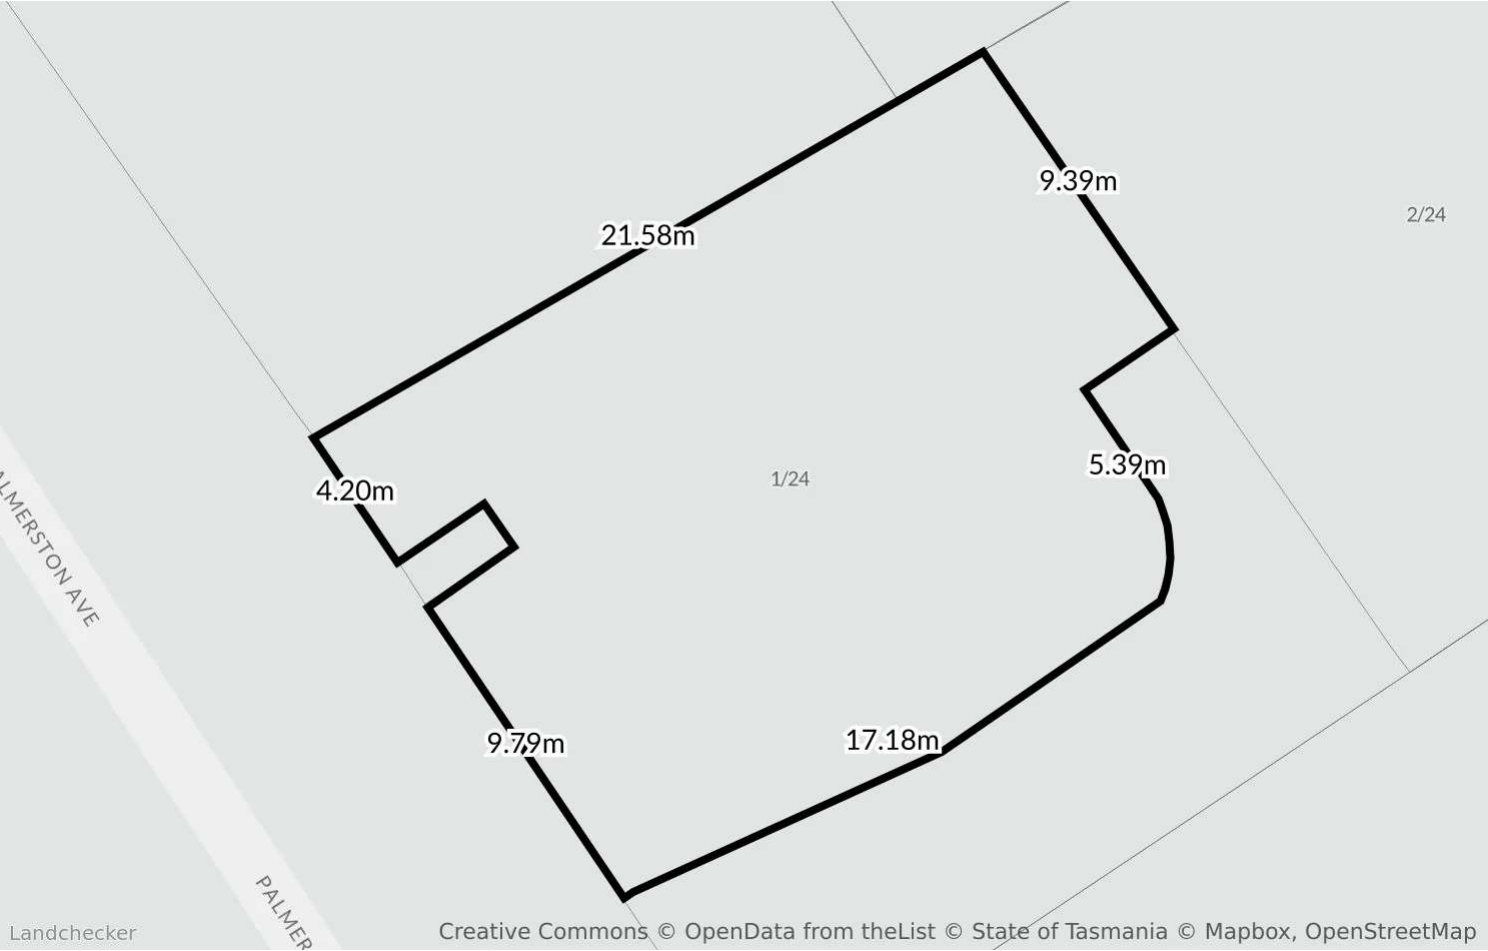 9.39m
2/24
21.58m
5.39m
1/24
4.20m
ALMERSTON AVE
17.18m
9.79m
PALMER
Landchecker
Creative Commons © OpenData from theList © State of Tasmania © Mapbox, OpenStreetMap